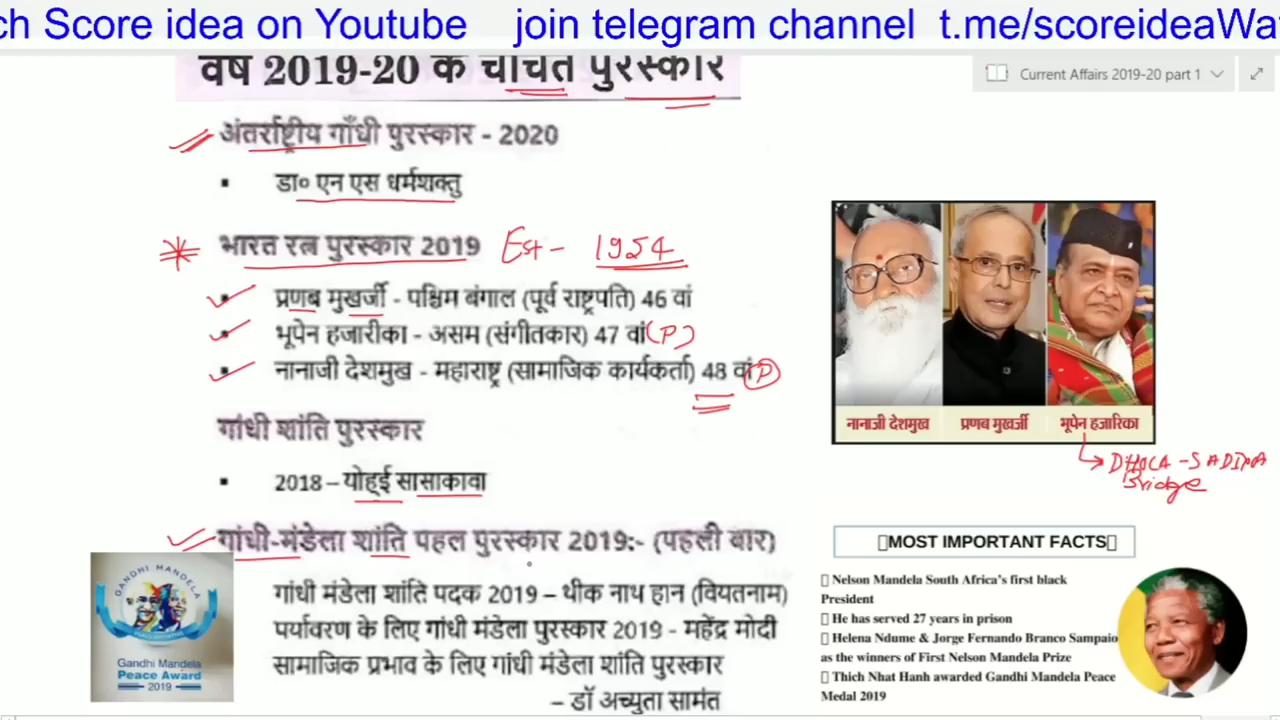 ch Score idea on Youtube join telegram channel t.me/scoreideaWat
वर्ष 2019-20 के चर्चित पुरस्कार
Current Affairs 2019-20 part 1
अंतर्राष्ट्रीय गाँधी पुरस्कार - 2020
▪ डा० एन एस धर्मशक्तु
भारत रत्न पुरस्कार 2019 Est - 1954
▪ प्रणब मुखर्जी - पश्चिम बंगाल (पूर्व राष्ट्रपति) 46 वां
▪ भूपेन हजारीका - असम (संगीतकार) 47 वां (P)
▪ नानाजी देशमुख - महाराष्ट्र (सामाजिक कार्यकर्ता) 48 वां P
गांधी शांति पुरस्कार
▪ 2018 – योहई सासाकावा
गांधी-मंडेला शांति पहल पुरस्कार 2019:- (पहली बार)
गांधी मंडेला शांति पदक 2019 – थीक नाथ हान (वियतनाम)
पर्यावरण के लिए गांधी मंडेला पुरस्कार 2019 - महेंद्र मोदी
सामाजिक प्रभाव के लिए गांधी मंडेला शांति पुरस्कार
– डॉ अच्युता सामंत
नानाजी देशमुख प्रणब मुखर्जी भूपेन हजारिका
Bridge
GANDHI MANDELA
PEACE INITIATIVE
Gandhi Mandela
Peace Award
2019
MOST IMPORTANT FACTS
Nelson Mandela South Africa's first black
President
He has served 27 years in prison
Helena Ndume & Jorge Fernando Branco Sampaio
as the winners of First Nelson Mandela Prize
Thich Nhat Hanh awarded Gandhi Mandela Peace
Medal 2019